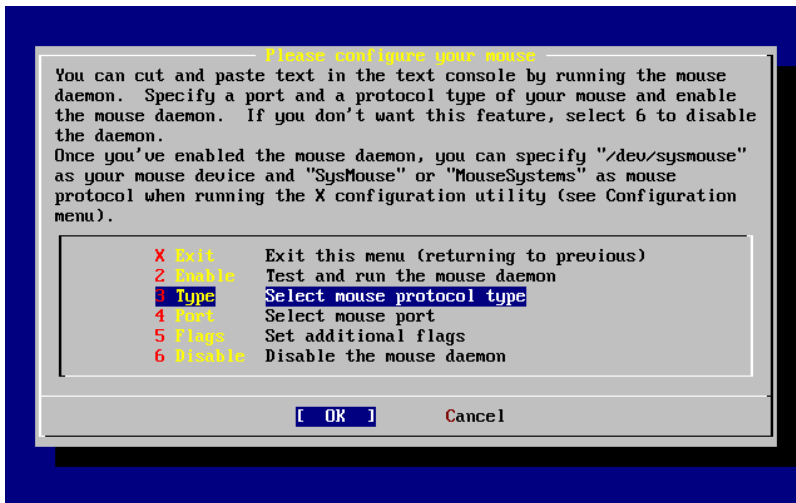 Please configure your mouse
You can cut and paste text in the text console by running the mouse
daemon.  Specify a port and a protocol type of your mouse and enable
the mouse daemon.  If you don't want this feature, select 6 to disable
the daemon.
Once you've enabled the mouse daemon, you can specify "/dev/sysmouse"
as your mouse device and "SysMouse" or "MouseSystems" as mouse
protocol when running the X configuration utility (see Configuration
menu).
X Exit Exit this menu (returning to previous)
2 Enable Test and run the mouse daemon
3 Type Select mouse protocol type
4 Port Select mouse port
5 Flags Set additional flags
6 Disable Disable the mouse daemon
[ OK ] Cancel